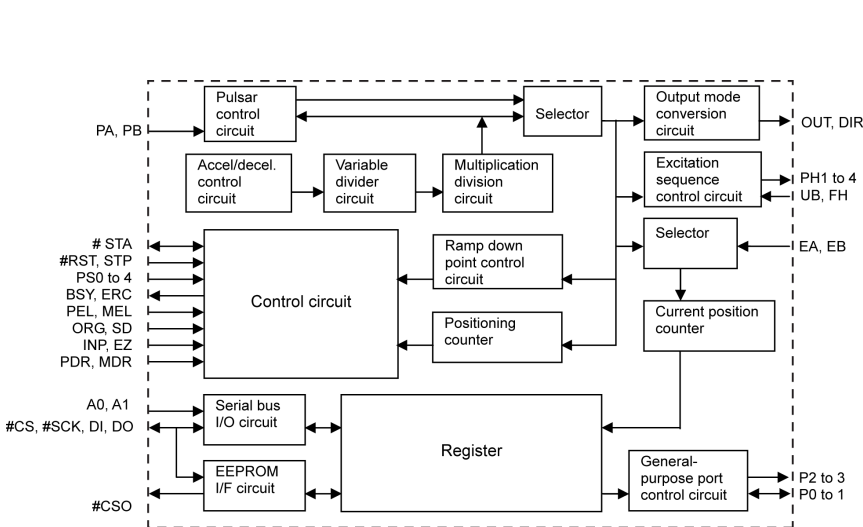 Pulsar
control
circuit
Selector
Output mode
conversion
circuit
PA, PB
OUT, DIR
Accel/decel.
control
circuit
Variable
divider
circuit
Multiplication
division
circuit
Excitation
sequence
control circuit
PH1 to 4
UB, FH
# STA
#RST, STP
PS0 to 4
BSY, ERC
PEL, MEL
ORG, SD
INP, EZ
PDR, MDR
Control circuit
Ramp down
point control
circuit
Selector
EA, EB
Positioning
counter
Current position
counter
A0, A1
#CS, #SCK, DI, DO
Serial bus
I/O circuit
Register
EEPROM
I/F circuit
#CSO
General-
purpose port
control circuit
P2 to 3
P0 to 1